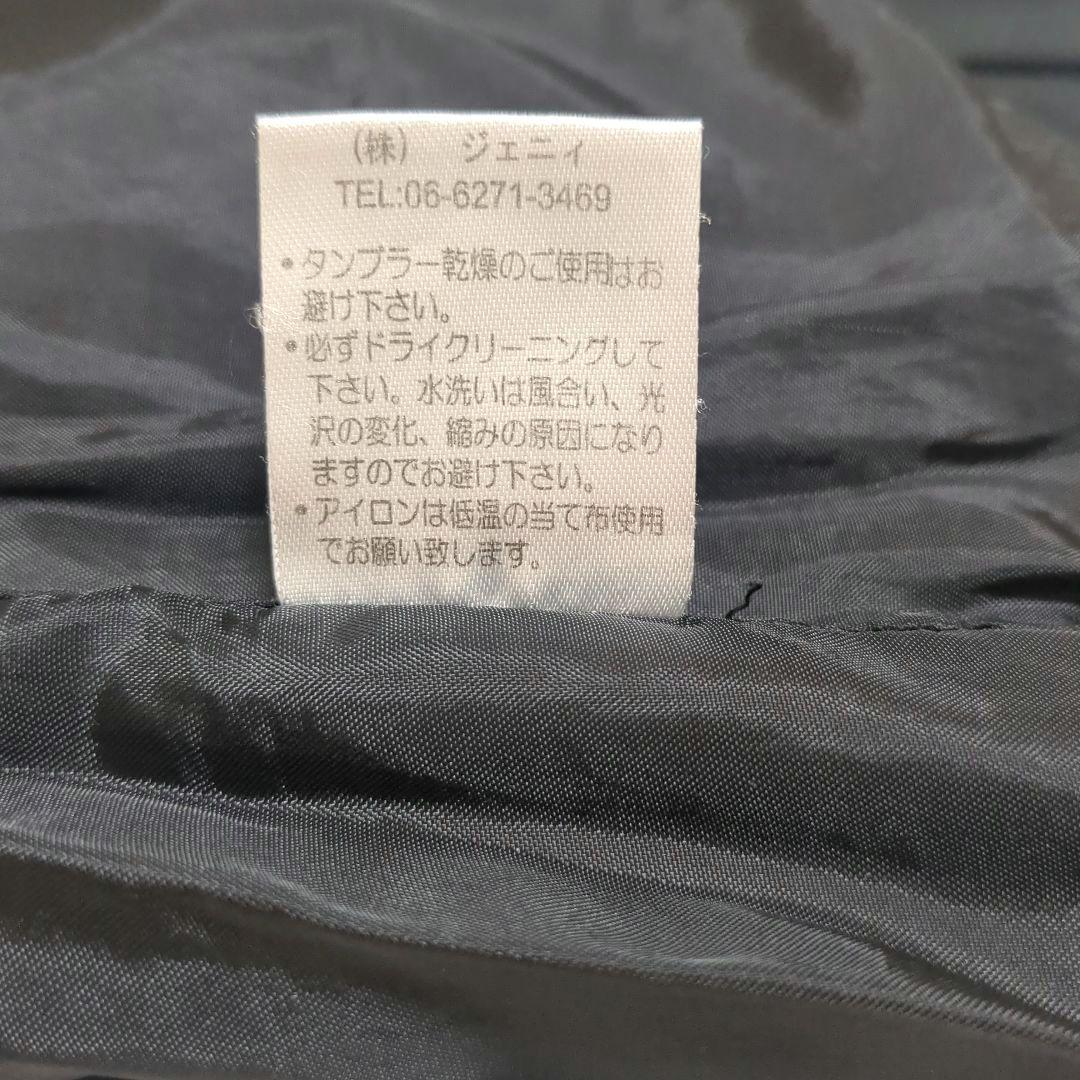 (株) ジェニィ
TEL:06-6271-3469
•タンブラー乾燥のご使用はお
避け下さい。
•必ずドライクリーニングして
下さい。水洗いは風合い、光
沢の変化、縮みの原因になり
ますのでお避け下さい。
•アイロンは低温の当て布使用
でお願い致します。